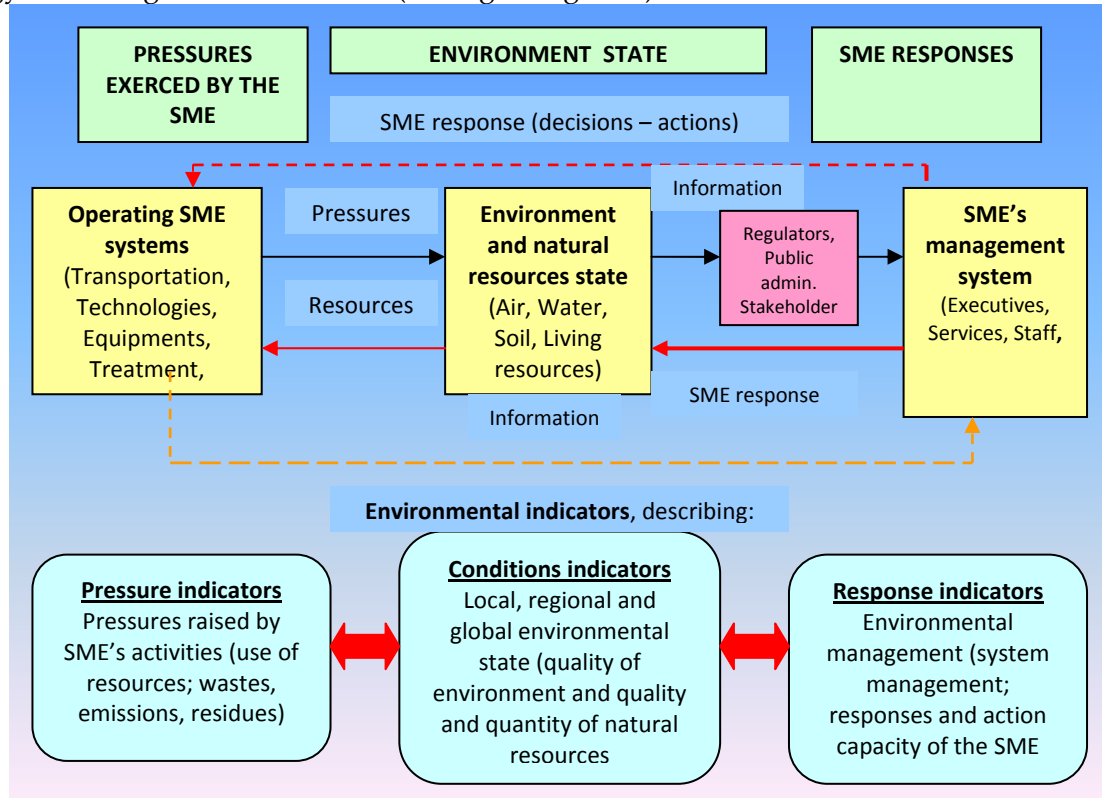 PRESSURES
EXERCED BY THE
SME
ENVIRONMENT STATE
SME RESPONSES
SME response (decisions – actions)
Operating SME
systems
(Transportation,
Technologies,
Equipments,
Treatment,
Pressures
Resources
Environment
and natural
resources state
(Air, Water,
Soil, Living
resources)
Information
Information
Regulators,
Public
admin.
Stakeholder
SME response
SME's
management
system
(Executives,
Services, Staff,
Environmental indicators, describing:
Pressure indicators
Pressures raised by
SME's activities (use of
resources; wastes,
emissions, residues)
Conditions indicators
Local, regional and
global environmental
state (quality of
environment and quality
and quantity of natural
resources
Response indicators
Environmental
management (system
management;
responses and action
capacity of the SME